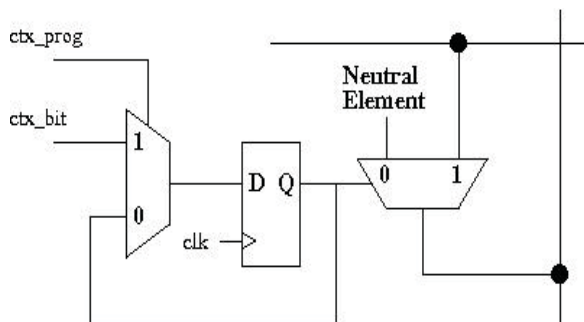 ctx_prog
ctx_bit
Neutral
Element
1
0
D Q
clk
0 1